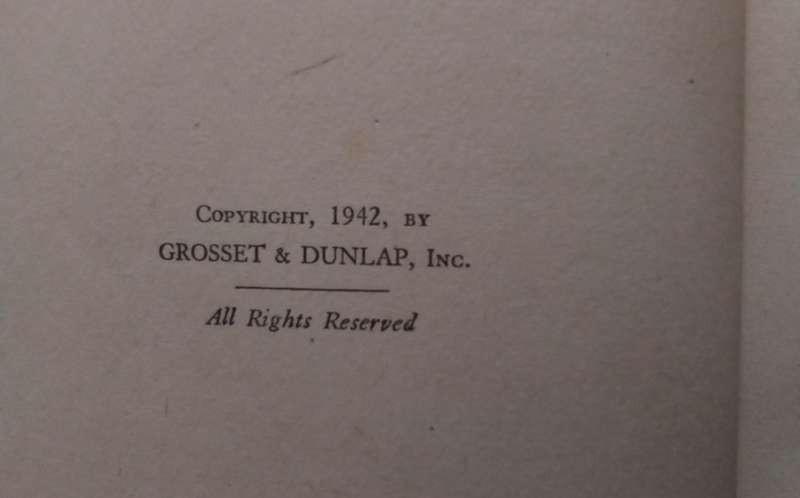 Copyright, 1942, by
GROSSET & DUNLAP, Inc.
All Rights Reserved